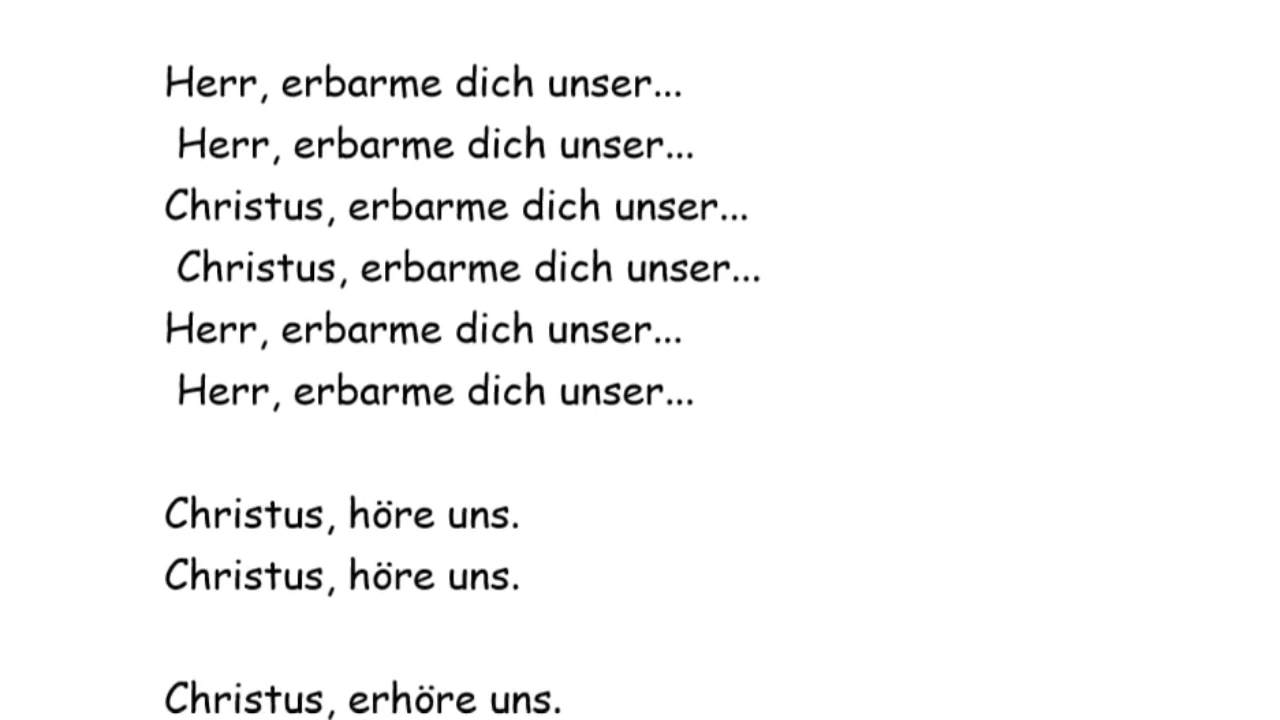 Herr, erbarme dich unser...
Herr, erbarme dich unser...
Christus, erbarme dich unser...
Christus, erbarme dich unser...
Herr, erbarme dich unser...
Herr, erbarme dich unser...
Christus, höre uns.
Christus, höre uns.
Christus, erhöre uns.